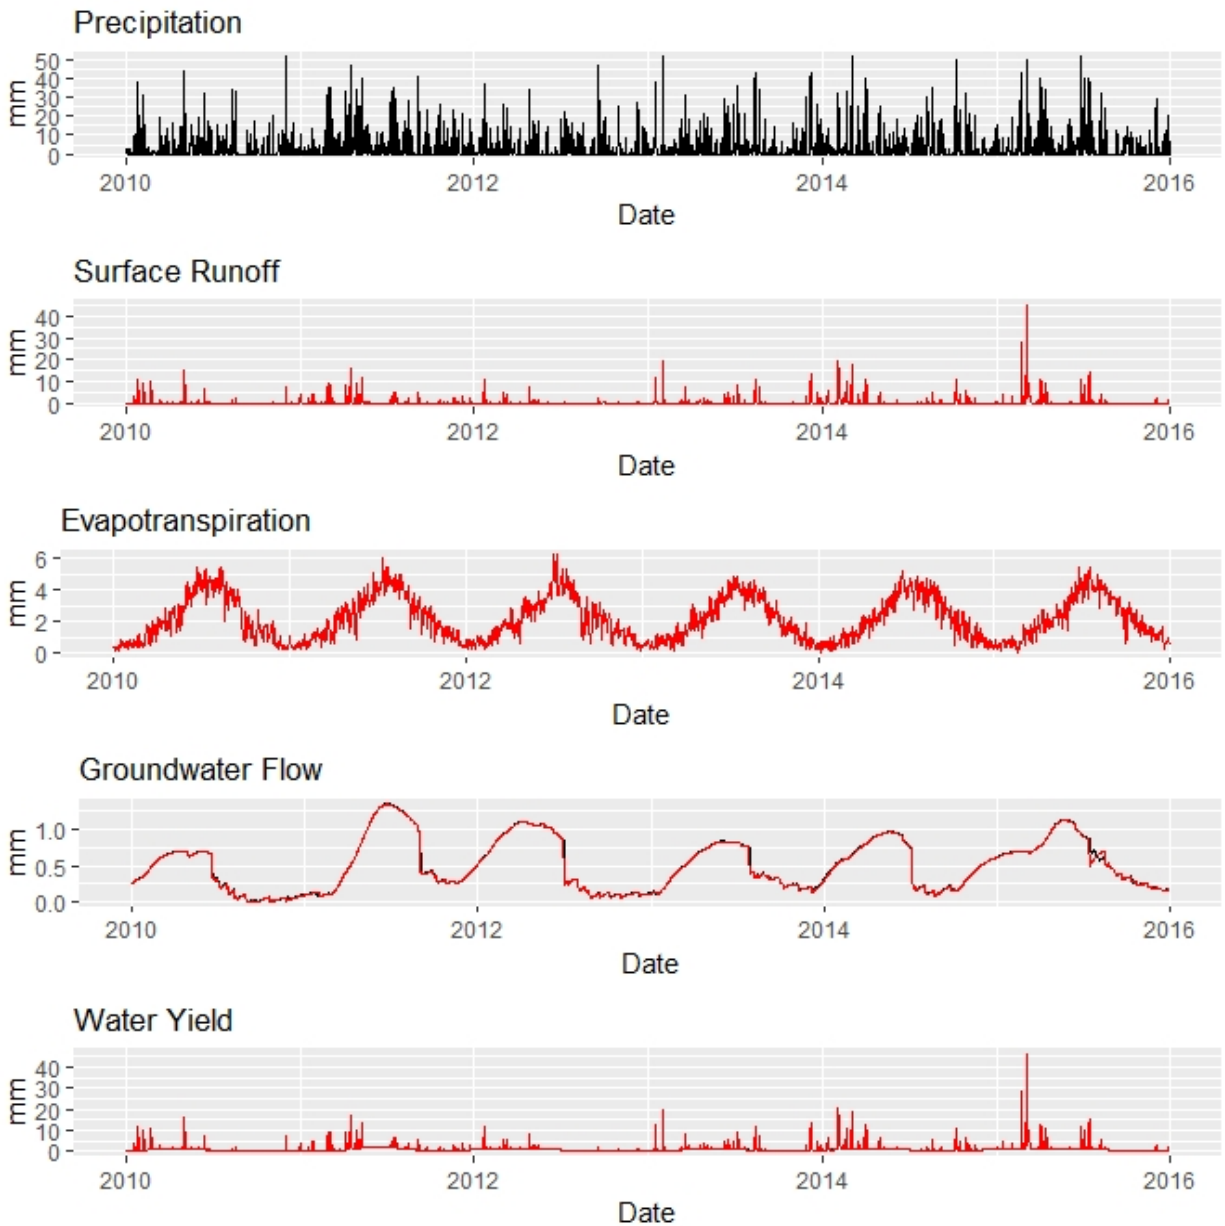 Precipitation
mm
50
40
30
20
10
0
2010 2012 2014 2016
Date
Surface Runoff
mm
40
30
20
10
0
2010 2012 2014 2016
Date
Evapotranspiration
mm
6
4
2
0
2010 2012 2014 2016
Date
Groundwater Flow
mm
1.0
0.5
0.0
2010 2012 2014 2016
Date
Water Yield
mm
40
30
20
10
0
2010 2012 2014 2016
Date